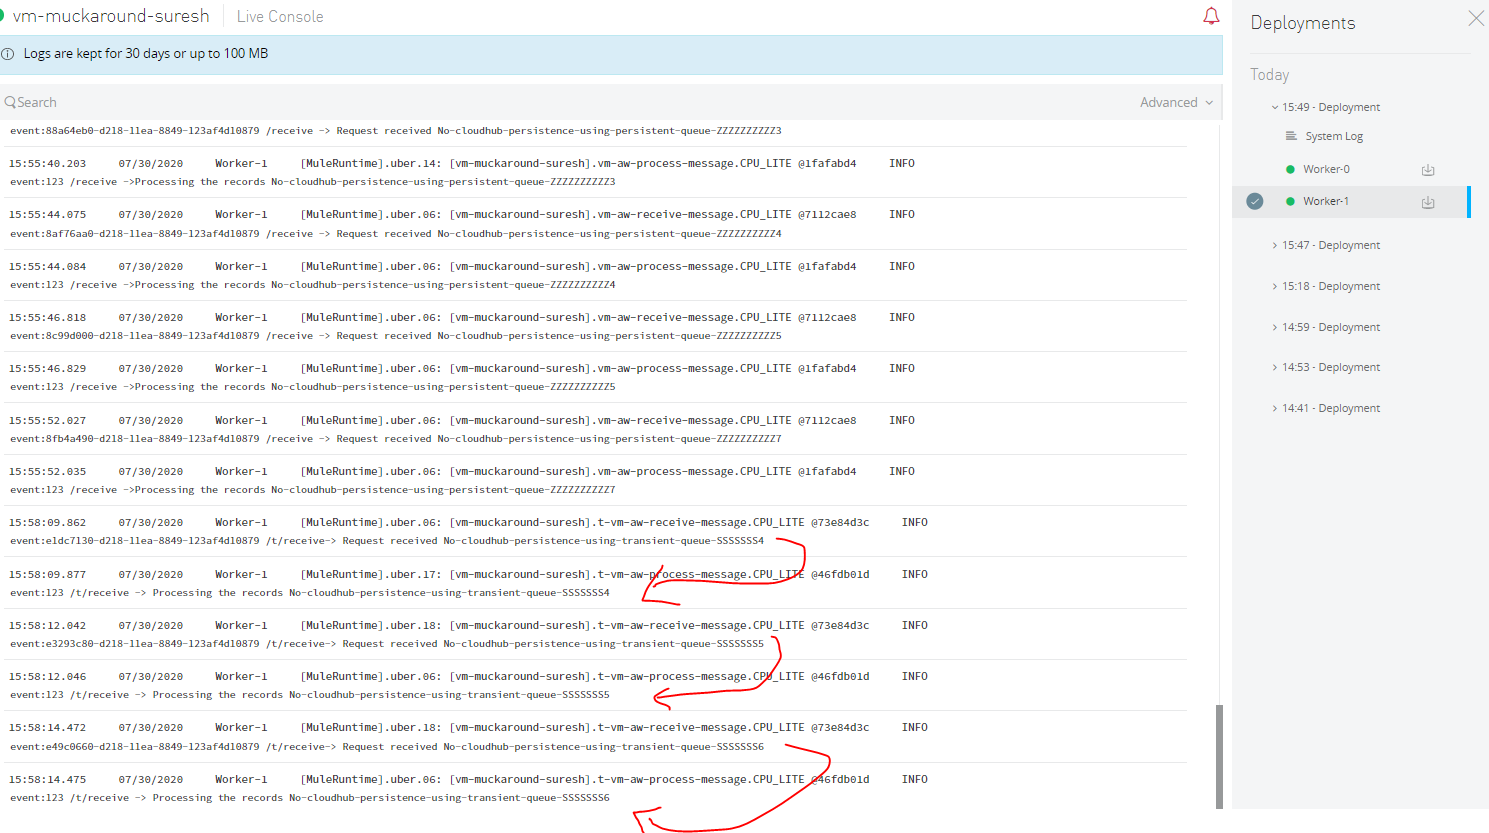 vm-muckaround-suresh Live Console
Logs are kept for 30 days or up to 100 MB
Search Advanced
event:88a64eb0-d218-11ea-8849-123af4d10879 /receive -> Request received No-cloudhub-persistence-using-persistent-queue-ZZZZZZZZZZ3
15:55:40.203 07/30/2020 Worker-1 [MuleRuntime].uber.14: [vm-muckaround-suresh].vm-aw-process-message.CPU_LITE @1fafabd4 INFO
event:123 /receive ->Processing the records No-cloudhub-persistence-using-persistent-queue-ZZZZZZZZZZ3
15:55:44.075 07/30/2020 Worker-1 [MuleRuntime].uber.06: [vm-muckaround-suresh].vm-aw-receive-message.CPU_LITE @7112cae8 INFO
event:8af76aa0-d218-11ea-8849-123af4d10879 /receive -> Request received No-cloudhub-persistence-using-persistent-queue-ZZZZZZZZZZ4
15:55:44.084 07/30/2020 Worker-1 [MuleRuntime].uber.06: [vm-muckaround-suresh].vm-aw-process-message.CPU_LITE @1fafabd4 INFO
event:123 /receive ->Processing the records No-cloudhub-persistence-using-persistent-queue-ZZZZZZZZZZ4
15:55:46.818 07/30/2020 Worker-1 [MuleRuntime].uber.06: [vm-muckaround-suresh].vm-aw-receive-message.CPU_LITE @7112cae8 INFO
event:8c99d000-d218-11ea-8849-123af4d10879 /receive -> Request received No-cloudhub-persistence-using-persistent-queue-ZZZZZZZZZZ5
15:55:46.829 07/30/2020 Worker-1 [MuleRuntime].uber.06: [vm-muckaround-suresh].vm-aw-process-message.CPU_LITE @1fafabd4 INFO
event:123 /receive ->Processing the records No-cloudhub-persistence-using-persistent-queue-ZZZZZZZZZZ5
15:55:52.027 07/30/2020 Worker-1 [MuleRuntime].uber.06: [vm-muckaround-suresh].vm-aw-receive-message.CPU_LITE @7112cae8 INFO
event:8fb4a490-d218-11ea-8849-123af4d10879 /receive -> Request received No-cloudhub-persistence-using-persistent-queue-ZZZZZZZZZZ7
15:55:52.035 07/30/2020 Worker-1 [MuleRuntime].uber.06: [vm-muckaround-suresh].vm-aw-process-message.CPU_LITE @1fafabd4 INFO
event:123 /receive ->Processing the records No-cloudhub-persistence-using-persistent-queue-ZZZZZZZZZZ7
15:58:09.862 07/30/2020 Worker-1 [MuleRuntime].uber.06: [vm-muckaround-suresh].t-vm-aw-receive-message.CPU_LITE @73e84d3c INFO
event:e1dc7130-d218-11ea-8849-123af4d10879 /t/receive-> Request received No-cloudhub-persistence-using-transient-queue-SSSSSSS4
15:58:09.877 07/30/2020 Worker-1 [MuleRuntime].uber.17: [vm-muckaround-suresh].t-vm-aw-process-message.CPU_LITE @46fdb01d INFO
event:123 /t/receive -> Processing the records No-cloudhub-persistence-using-transient-queue-SSSSSSS4
15:58:12.042 07/30/2020 Worker-1 [MuleRuntime].uber.18: [vm-muckaround-suresh].t-vm-aw-receive-message.CPU_LITE @73e84d3c INFO
event:e3293c80-d218-11ea-8849-123af4d10879 /t/receive-> Request received No-cloudhub-persistence-using-transient-queue-SSSSSSS5
15:58:12.046 07/30/2020 Worker-1 [MuleRuntime].uber.06: [vm-muckaround-suresh].t-vm-aw-process-message.CPU_LITE @46fdb01d INFO
event:123 /t/receive -> Processing the records No-cloudhub-persistence-using-transient-queue-SSSSSSS5
15:58:14.472 07/30/2020 Worker-1 [MuleRuntime].uber.18: [vm-muckaround-suresh].t-vm-aw-receive-message.CPU_LITE @73e84d3c INFO
event:e49c0660-d218-11ea-8849-123af4d10879 /t/receive-> Request received No-cloudhub-persistence-using-transient-queue-SSSSSSS6
15:58:14.475 07/30/2020 Worker-1 [MuleRuntime].uber.06: [vm-muckaround-suresh].t-vm-aw-process-message.CPU_LITE @46fdb01d INFO
event:123 /t/receive -> Processing the records No-cloudhub-persistence-using-transient-queue-SSSSSSS6
Deployments
Today
15:49 - Deployment
System Log
Worker-0
Worker-1
15:47 - Deployment
15:18 - Deployment
14:59 - Deployment
14:53 - Deployment
14:41 - Deployment